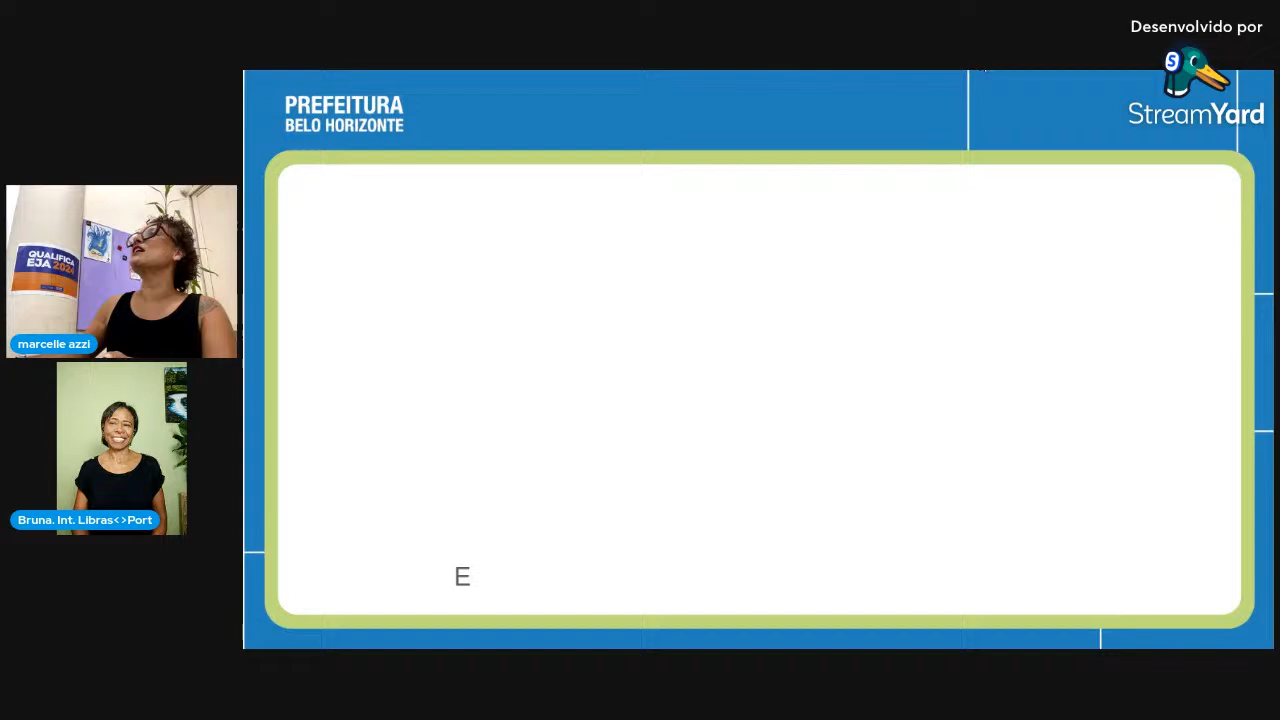 Desenvolvido por
S
StreamYard
PREFEITURA
BELO HORIZONTE
QUALIFICA
EJA 2024
marcelle azzi
Bruna. Int. Libras<>Port
E